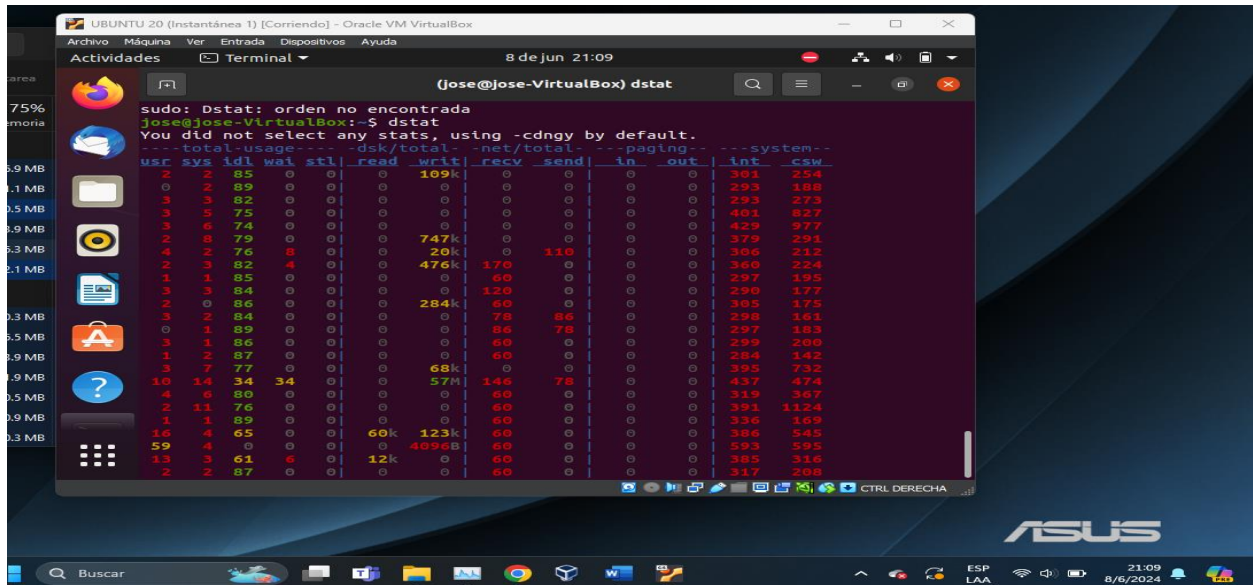 UBUNTU 20 (Instantánea 1) [Corriendo] - Oracle VM VirtualBox
Archivo Máquina Ver Entrada Dispositivos Ayuda
Actividades Terminal 8 de jun 21:09
(jose@jose-VirtualBox) dstat
area
75%
emoria
sudo: Dstat: orden no encontrada
jose@jose-VirtualBox:~$ dstat
You did not select any stats, using -cdngy by default.
----total-usage---- -dsk/total- -net/total- ---paging-- ---system--
usr sys idl wai stl| read writ| recv send| in out | int csw
2 2 85 0 0| 0 109k| 0 0 | 0 0 | 301 254
0 2 89 0 0| 0 0 | 0 0 | 0 0 | 293 188
3 3 82 0 0| 0 0 | 0 0 | 0 0 | 293 273
3 5 75 0 0| 0 0 | 0 0 | 0 0 | 401 827
3 6 74 0 0| 0 0 | 0 0 | 0 0 | 429 977
2 8 79 0 0| 0 747k| 0 0 | 0 0 | 379 291
4 2 76 8 0| 0 20k| 0 110 | 0 0 | 306 212
2 3 82 4 0| 0 476k| 170 0 | 0 0 | 360 224
1 1 85 0 0| 0 0 | 60 0 | 0 0 | 297 195
3 3 84 0 0| 0 0 | 120 0 | 0 0 | 290 177
2 0 86 0 0| 0 284k| 60 0 | 0 0 | 305 175
3 2 84 0 0| 0 0 | 78 86 | 0 0 | 298 161
0 1 89 0 0| 0 0 | 86 78 | 0 0 | 297 183
3 1 86 0 0| 0 0 | 60 0 | 0 0 | 299 200
1 2 87 0 0| 0 0 | 60 0 | 0 0 | 284 142
3 7 77 0 0| 0 68k| 0 0 | 0 0 | 395 732
10 14 34 34 0| 0 57M| 146 78 | 0 0 | 437 474
4 6 80 0 0| 0 0 | 60 0 | 0 0 | 319 367
2 11 76 0 0| 0 0 | 60 0 | 0 0 | 391 1124
1 1 89 0 0| 0 0 | 60 0 | 0 0 | 336 169
16 4 65 0 0| 60k 123k| 60 0 | 0 0 | 386 545
59 4 0 0 0| 0 4096B| 60 0 | 0 0 | 593 595
13 3 61 6 0| 12k 0 | 60 0 | 0 0 | 385 316
2 2 87 0 0| 0 0 | 60 0 | 0 0 | 317 208
CTRL DERECHA
ASUS
Buscar
ESP
LAA
21:09